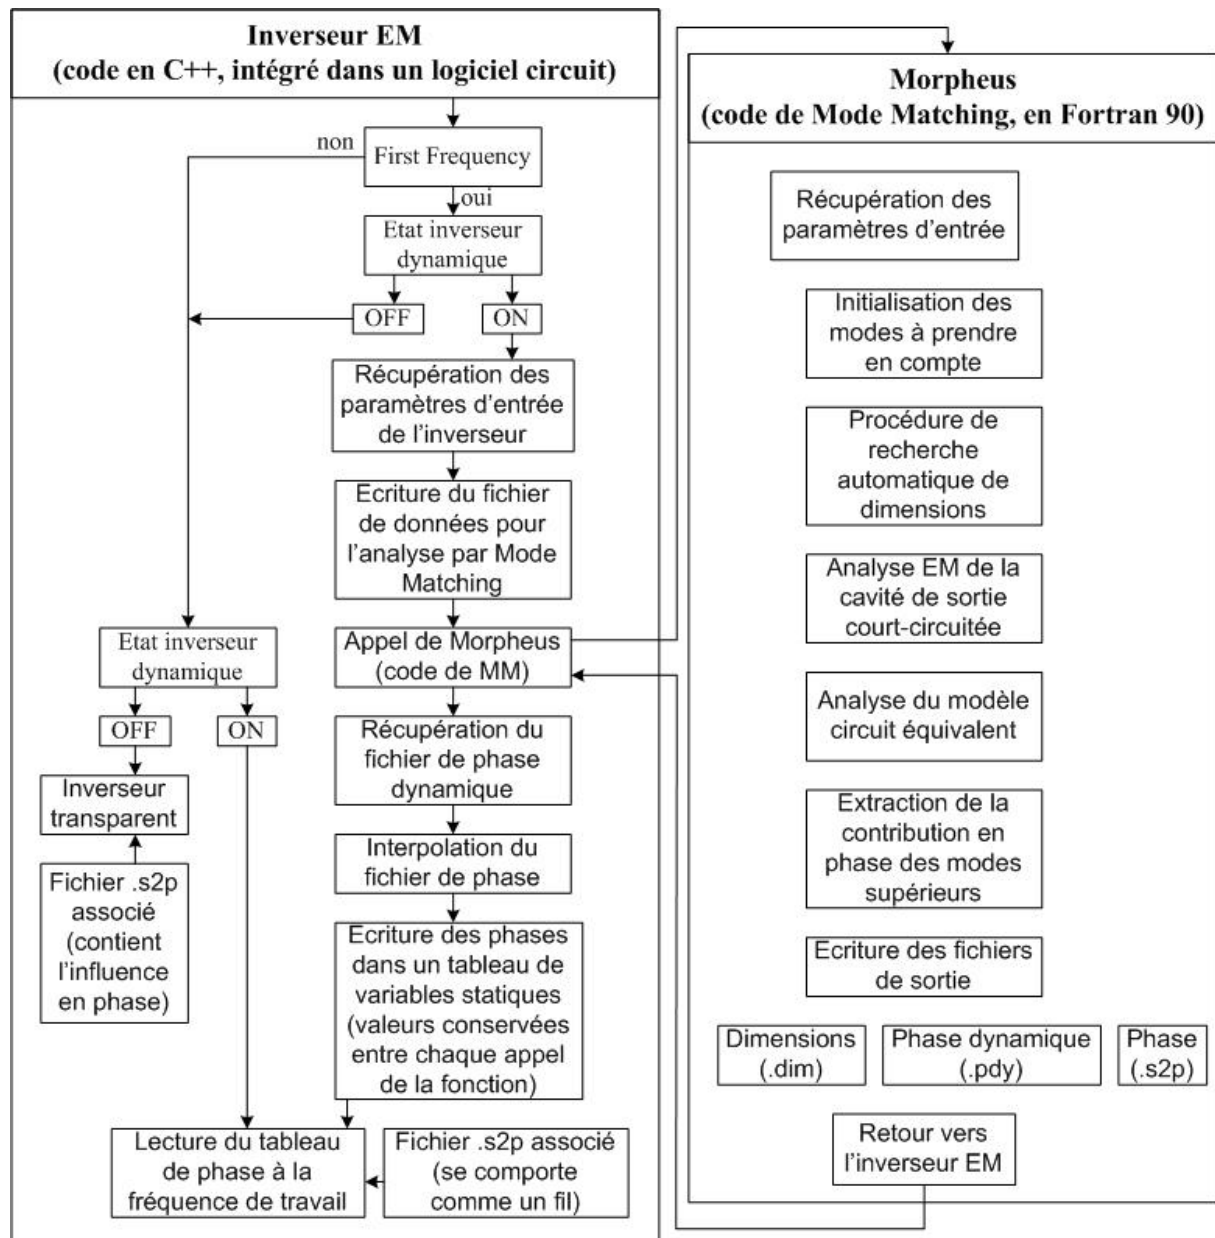 Inverseur EM
(code en C++, intégré dans un logiciel circuit)
non
First Frequency
oui
Etat inverseur
dynamique
OFF
ON
Récupération des
paramètres d'entrée
de l'inverseur
Ecriture du fichier
de données pour
l'analyse par Mode
Matching
Appel de Morpheus
(code de MM)
Récupération du
fichier de phase
dynamique
Interpolation du
fichier de phase
Ecriture des phases
dans un tableau de
variables statiques
(valeurs conservées
entre chaque appel
de la fonction)
Etat inverseur
dynamique
OFF
ON
Inverseur
transparent
Fichier .s2p
associé
(contient
l'influence
en phase)
Lecture du tableau
de phase à la
fréquence de travail
Fichier .s2p associé
(se comporte
comme un fil)
Morpheus
(code de Mode Matching, en Fortran 90)
Récupération des
paramètres d'entrée
Initialisation des
modes à prendre
en compte
Procédure de
recherche
automatique de
dimensions
Analyse EM de la
cavité de sortie
court-circuitée
Analyse du modèle
circuit équivalent
Extraction de la
contribution en
phase des modes
supérieurs
Ecriture des fichiers
de sortie
Dimensions
(.dim)
Phase dynamique
(.pdy)
Phase
(.s2p)
Retour vers
l'inverseur EM